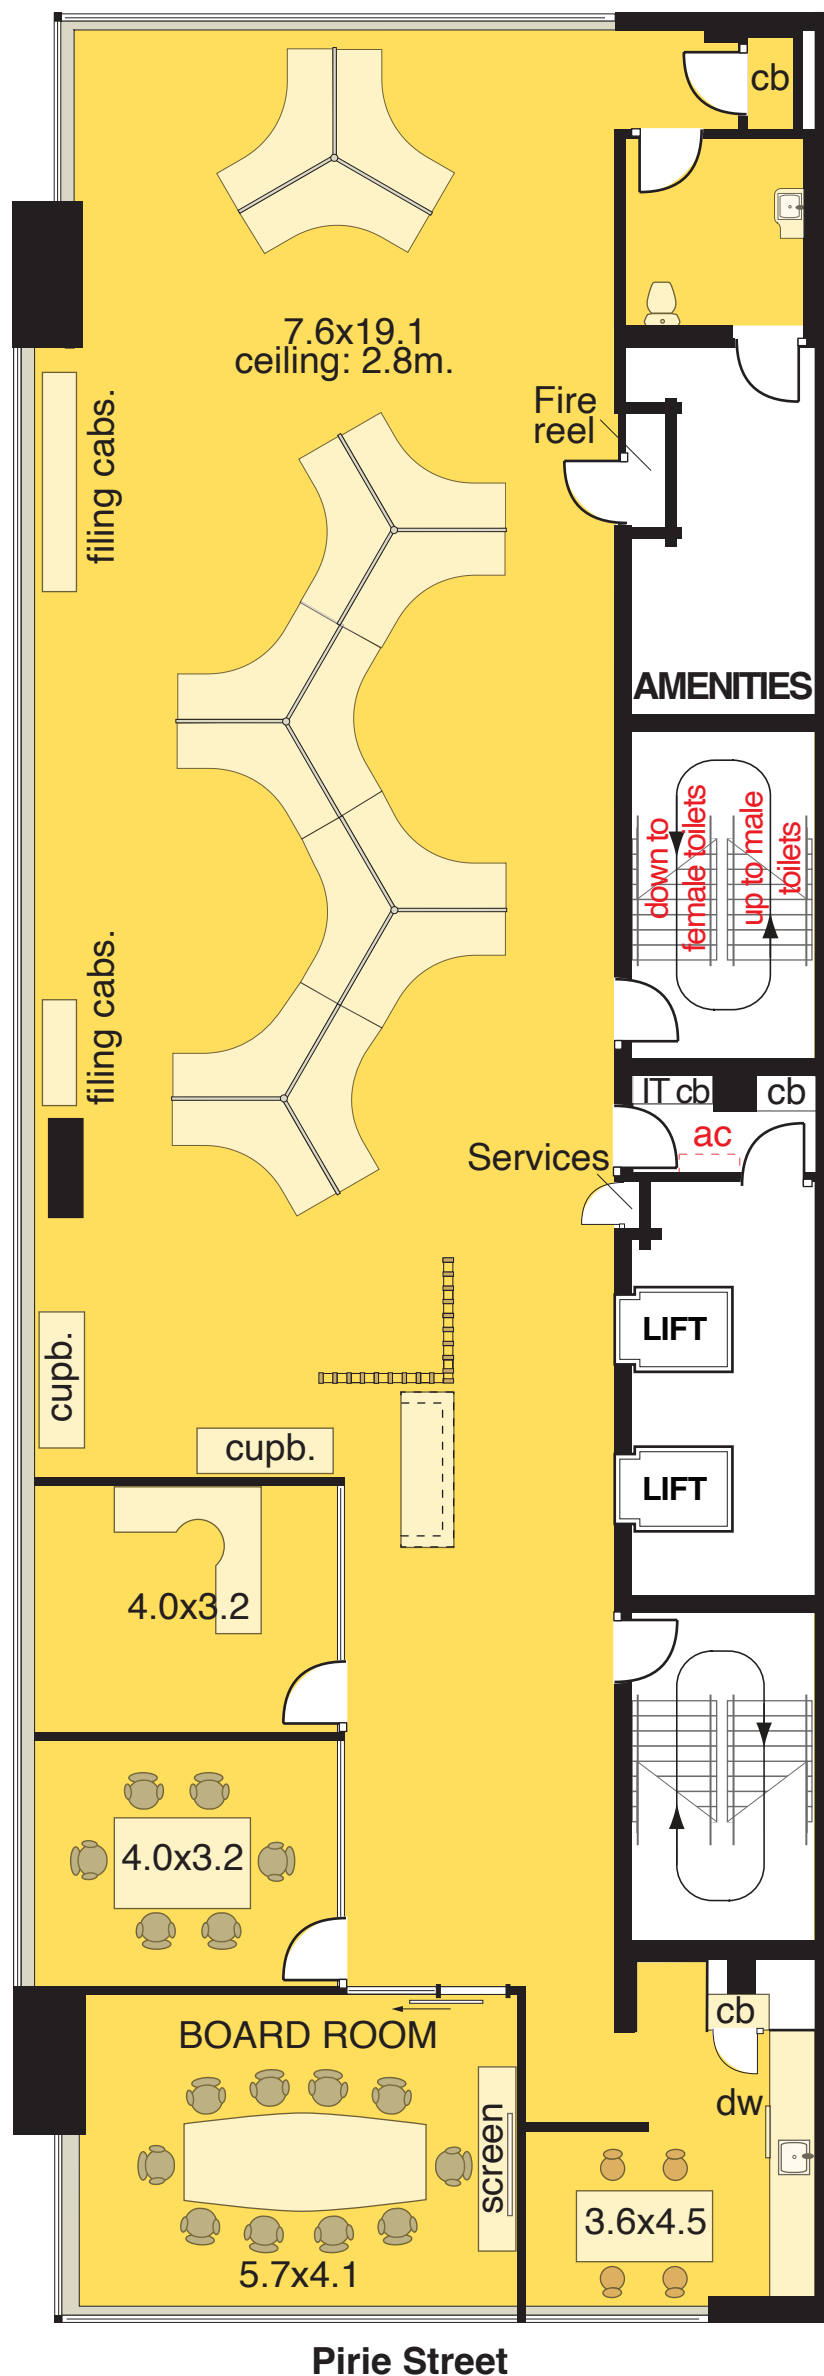 cb
7.6x19.1
ceiling: 2.8m.
Fire
reel
filing cabs.
AMENITIES
down to
female toilets
up to male
toilets
filing cabs.
IT cb
cb
ac
Services
LIFT
cupb.
cupb.
LIFT
4.0x3.2
4.0x3.2
cb
BOARD ROOM
dw
screen
3.6x4.5
5.7x4.1
Pirie Street